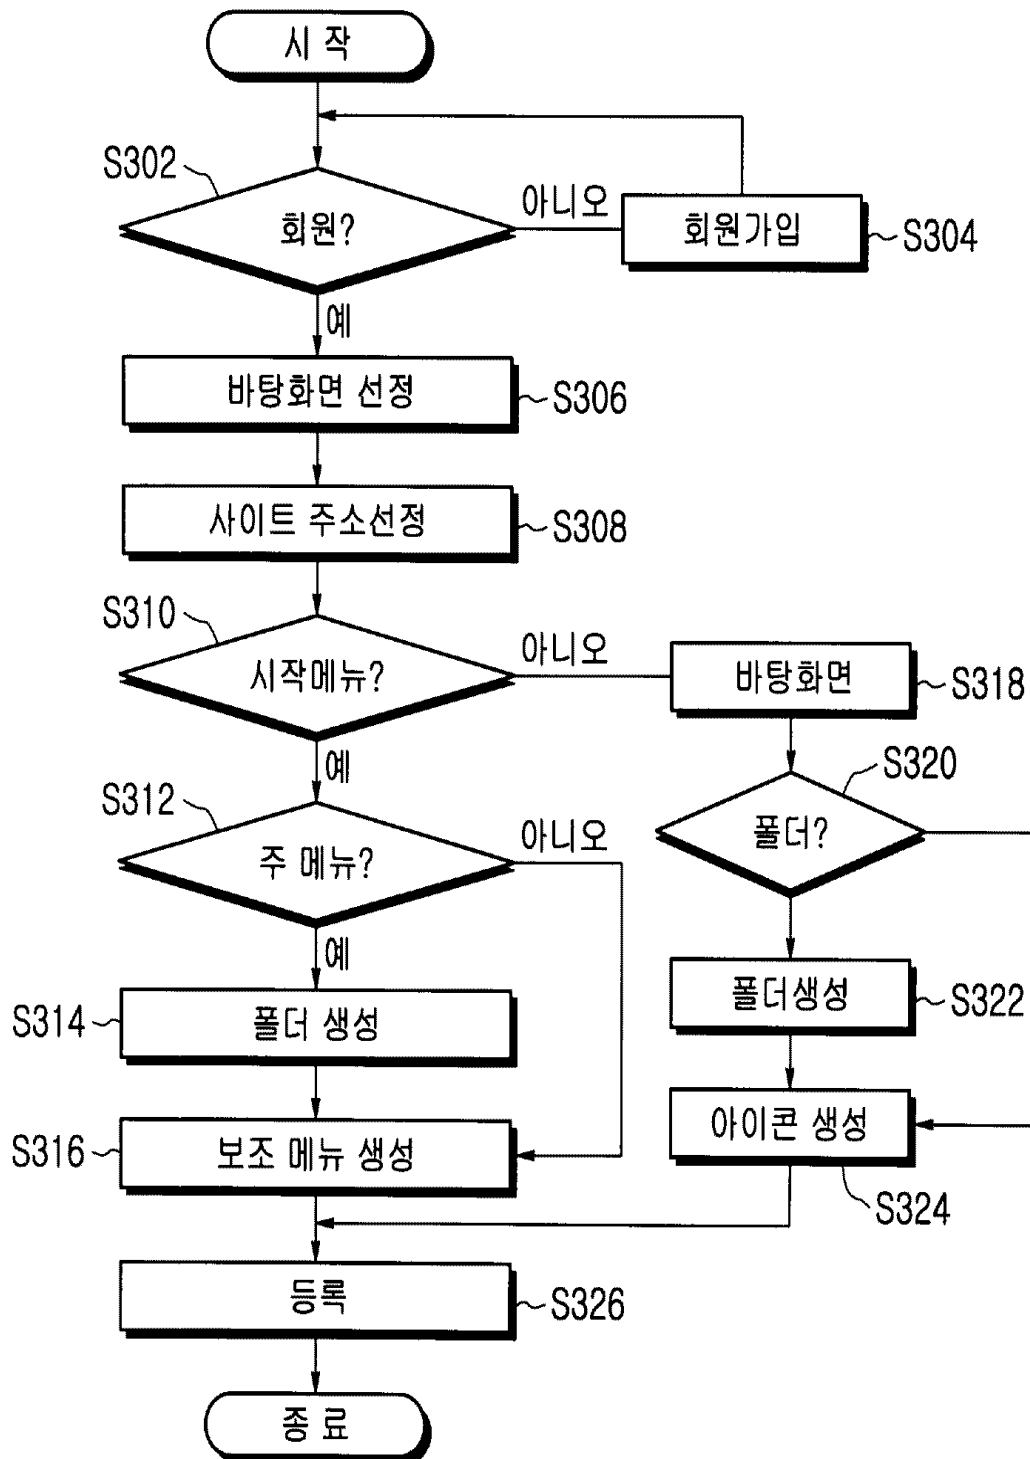 시 작
S302
회원?
아니오
회원가입
S304
예
바탕화면 선정
S306
사이트 주소선정
S308
S310
시작메뉴?
아니오
바탕화면
S318
예
S312
주 메뉴?
아니오
S320
폴더?
예
S314
폴더 생성
폴더생성
S322
S316
보조 메뉴 생성
아이콘 생성
S324
등록
S326
종 료